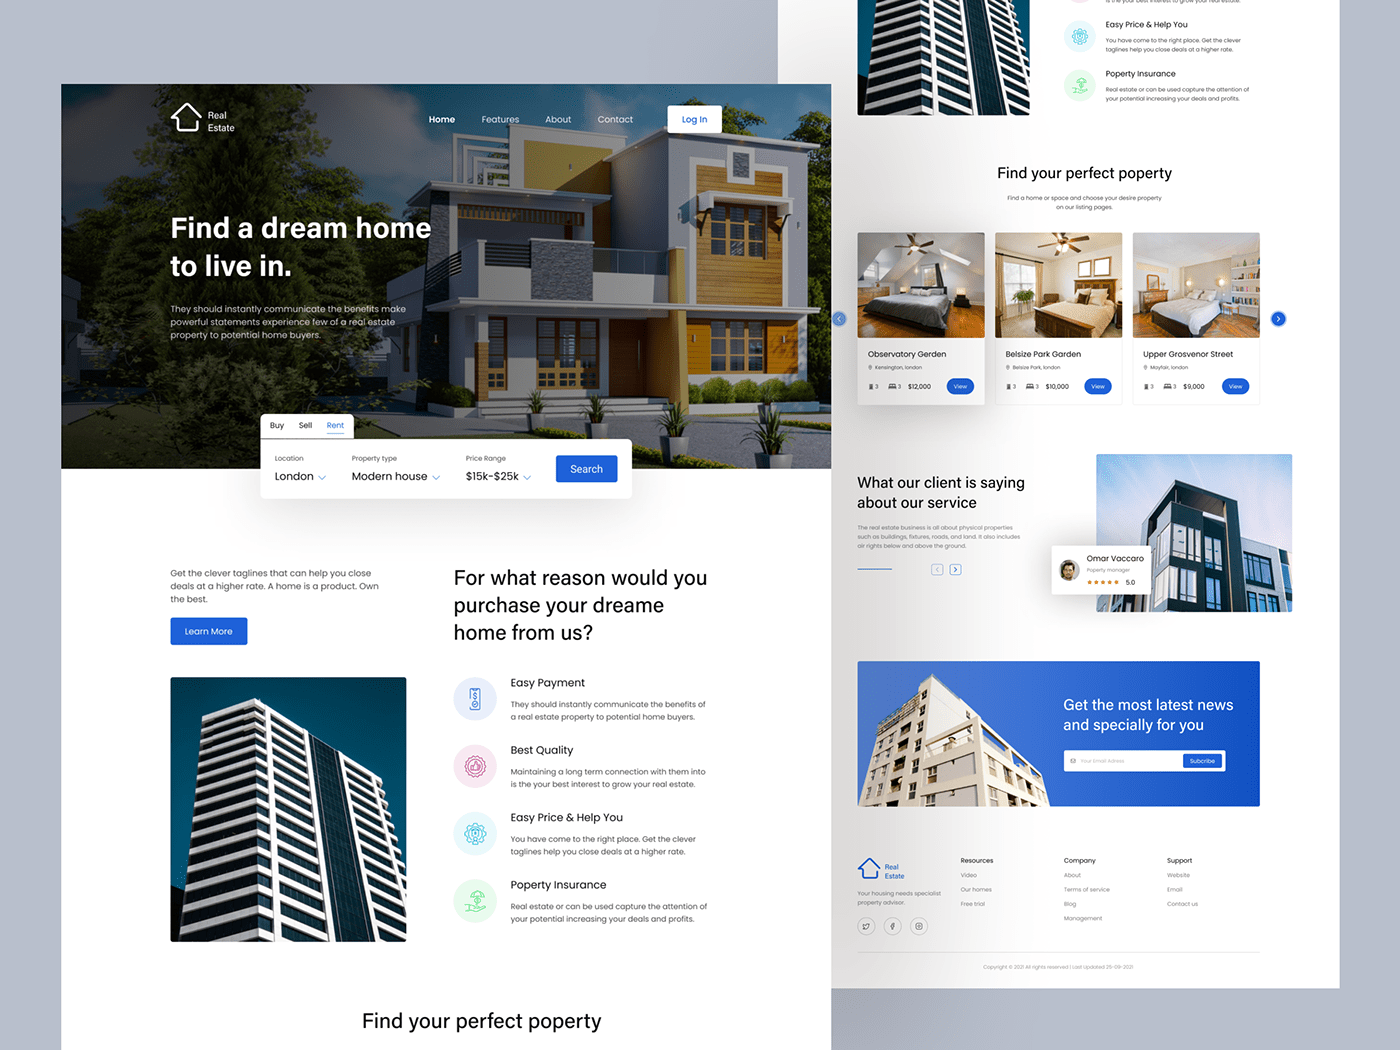 Real
Estate
Home
Features
About
Contact
Log In
Find a dream home
to live in.
They should instantly communicate the benefits make
powerful statements experience few of a real estate
property to potential home buyers.
Buy
Sell
Rent
Location
Property type
Price Range
London
Modern house
$15k-$25k
Search
Get the clever taglines that can help you close
deals at a higher rate. A home is a product. Own
the best.
Learn More
For what reason would you
purchase your dreame
home from us?
Easy Payment
They should instantly communicate the benefits of
a real estate property to potential home buyers.
Best Quality
Maintaining a long term connection with them into
is the your best interest to grow your real estate.
Easy Price & Help You
You have come to the right place. Get the clever
taglines help you close deals at a higher rate.
Poperty Insurance
Real estate or can be used capture the attention of
your potential increasing your deals and profits.
Find your perfect poperty
is the your best interest to grow your real estate.
Easy Price & Help You
You have come to the right place. Get the clever
taglines help you close deals at a higher rate.
Poperty Insurance
Real estate or can be used capture the attention of
your potential increasing your deals and profits.
Find your perfect poperty
Find a home or space and choose your desire property
on our listing pages.
Observatory Gerden
Kensington, london
3
3
$12,000
View
Belsize Park Garden
Belsize Park, london
3
3
$10,000
View
Upper Grosvenor Street
Mayfair, london
3
3
$9,000
View
What our client is saying
about our service
The real estate business is all about physical properties
such as buildings, fixtures, roads, and land. It also includes
air rights below and above the ground.
Omar Vaccaro
Poperty manager
5.0
Get the most latest news
and specially for you
Your Email Adress
Subcribe
Real
Estate
Your housing needs specialist
property advisor.
Resources
Video
Our homes
Free trial
Company
About
Terms of service
Blog
Management
Support
Website
Email
Contact us
Copyright © 2021 All rights reserved | Last Updated 25-09-2021